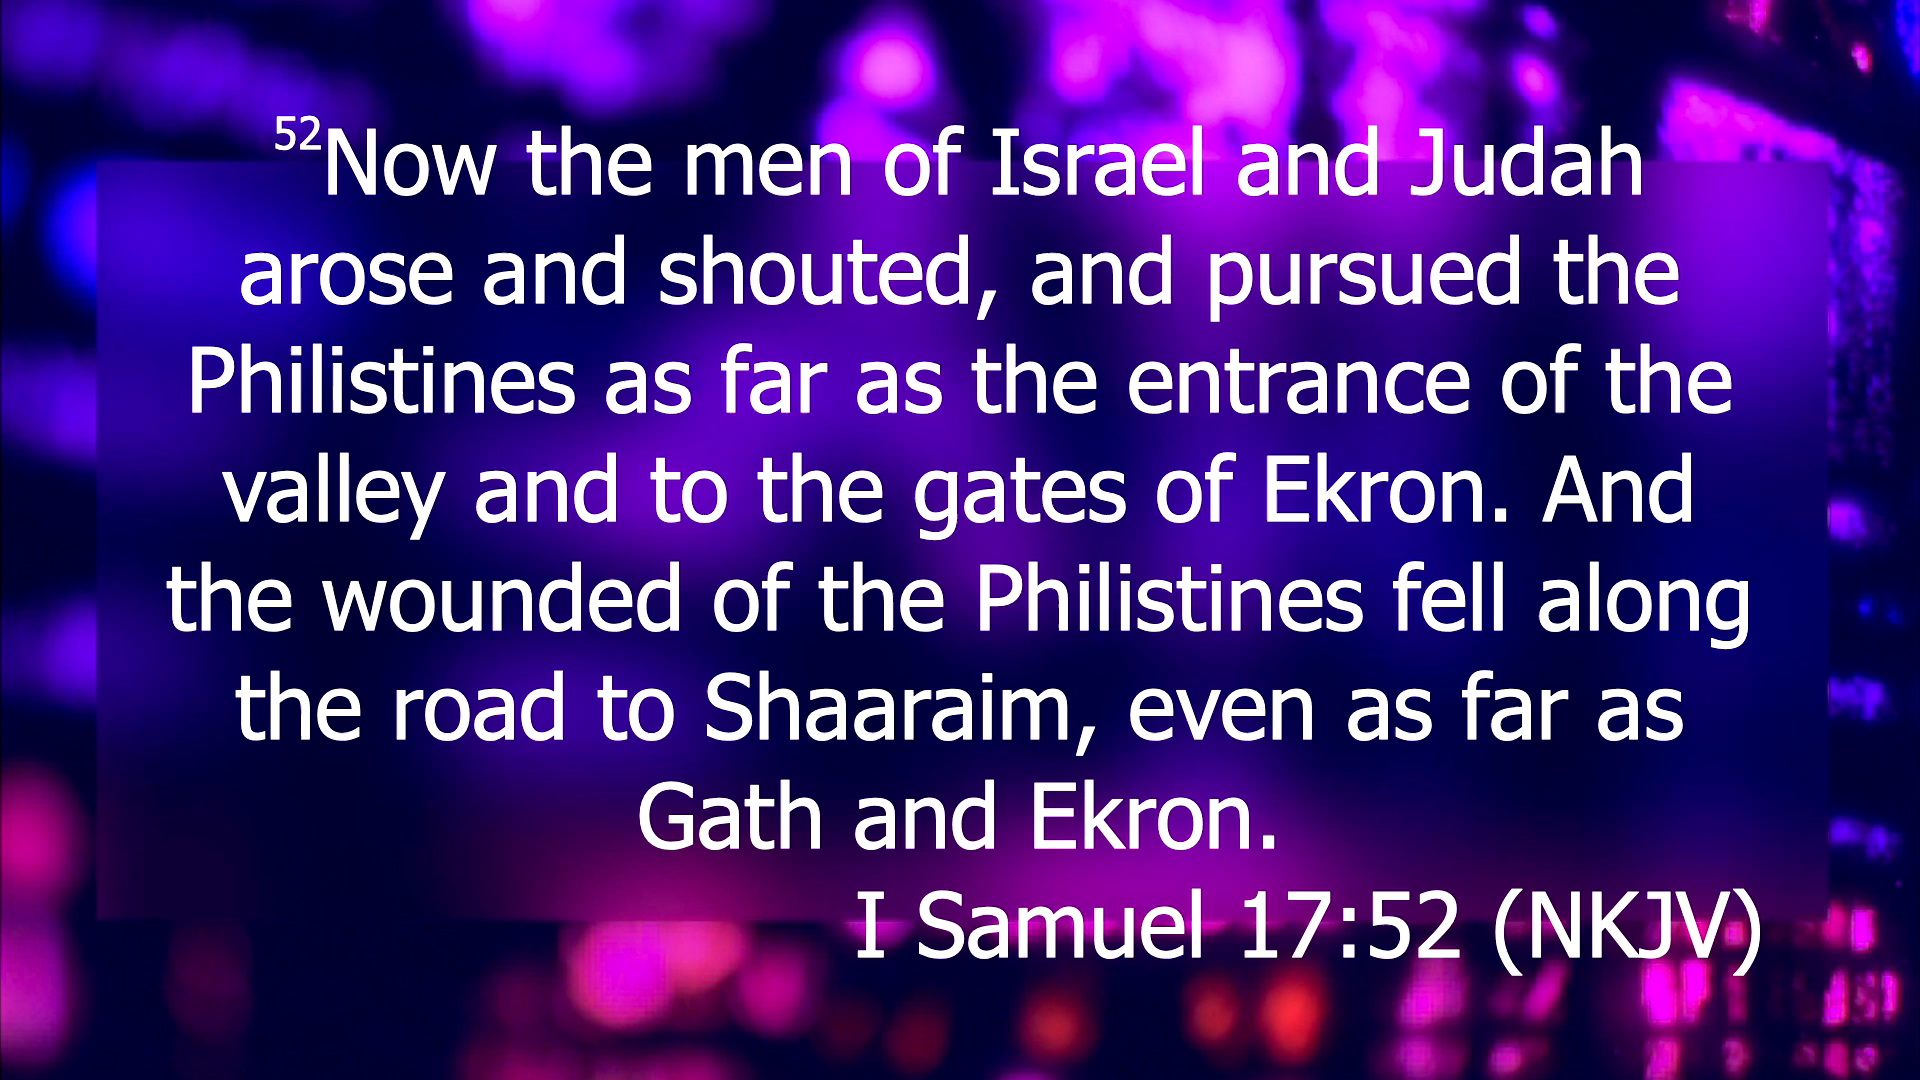 52Now the men of Israel and Judah
arose and shouted, and pursued the
Philistines as far as the entrance of the
valley and to the gates of Ekron. And
the wounded of the Philistines fell along
the road to Shaaraim, even as far as
Gath and Ekron.
I Samuel 17:52 (NKJV)